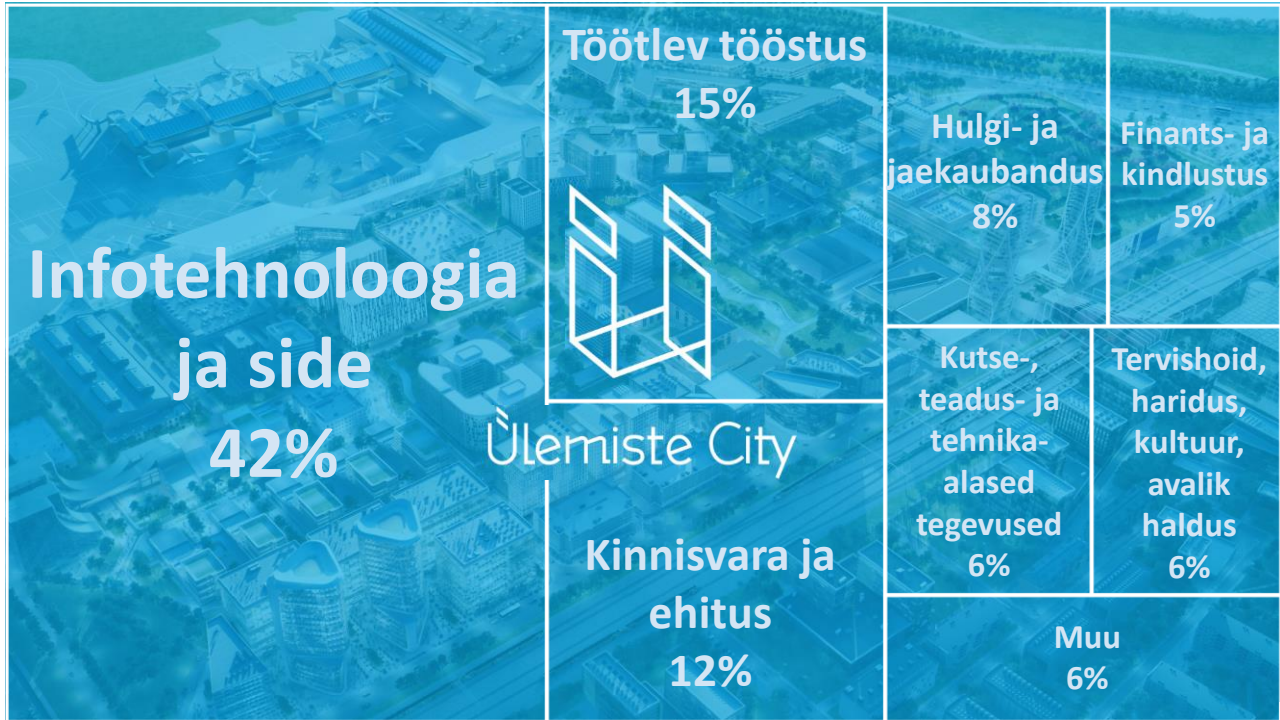 Infotehnoloogia
ja side
42%
Töötlev tööstus
15%
Ülemiste City
Kinnisvara ja
ehitus
12%
Hulgi- ja
jaekaubandus
8%
Finants- ja
kindlustus
5%
Kutse-,
teadus- ja
tehnika-
alased
tegevused
6%
Tervishoid,
haridus,
kultuur,
avalik
haldus
6%
Muu
6%